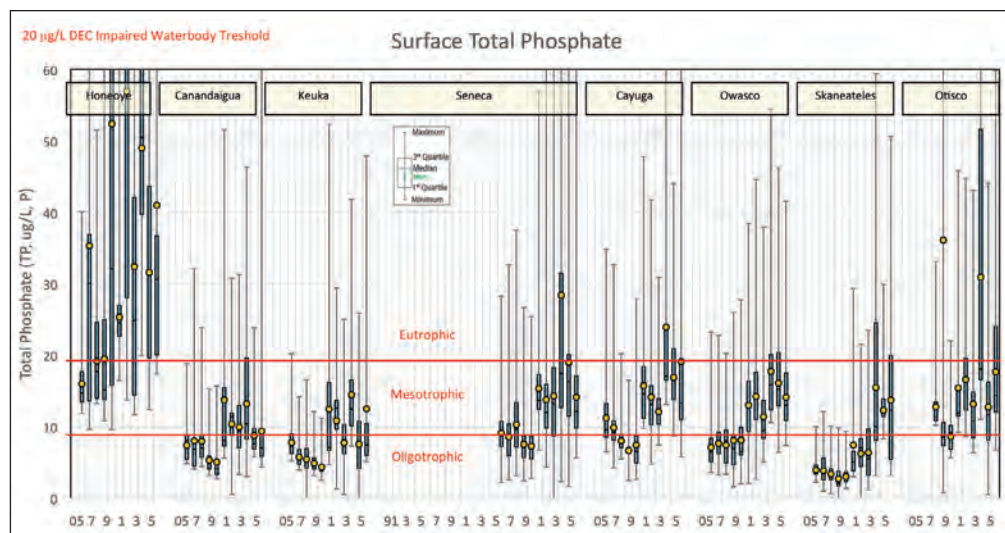 20 µg/L DEC Impaired Waterbody Treshold
Surface Total Phosphate
Total Phosphate (TP, ug/L, P)
60
50
40
30
20
10
0
Honeoye
Canandaigua
Keuka
Seneca
Cayuga
Owasco
Skaneateles
Otisco
Maximum
3rd Quartile
Median
1st Quartile
Minimum
Eutrophic
Mesotrophic
Oligotrophic
05 7 9 1 3 5
05 7 9 1 3 5
05 7 9 1 3 5
91 3 5 7 9 1 3 5 7 9 1 3 5
05 7 9 1 3 5
05 7 9 1 3 5
05 7 9 1 3 5
05 7 9 1 3 5